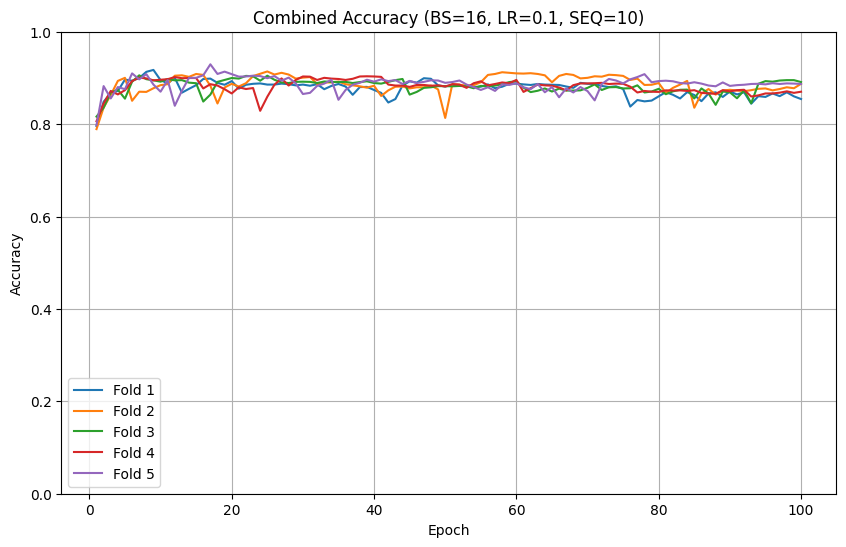 Combined Accuracy (BS=16, LR=0.1, SEQ=10)
1.0
0.8
0.6
0.4
0.2
0.0
Accuracy
Fold 1
Fold 2
Fold 3
Fold 4
Fold 5
0 20 40 60 80 100
Epoch